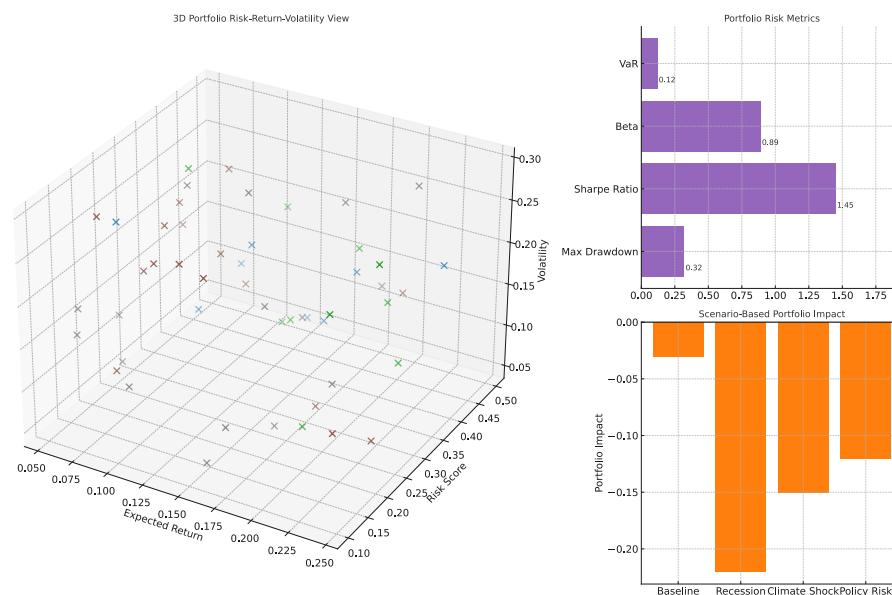 3D Portfolio Risk-Return-Volatility View
0.30
0.25
0.20
0.15
0.10
0.05
Volatility
0.50
0.45
0.40
0.35
0.30
0.25
0.20
0.15
0.10
Risk Score
0.050
0.075
0.100
0.125
0.150
0.175
0.200
0.225
0.250
Expected Return
Portfolio Risk Metrics
VaR
0.12
Beta
0.89
Sharpe Ratio
1.45
Max Drawdown
0.32
0.00 0.25 0.50 0.75 1.00 1.25 1.50 1.75
Scenario-Based Portfolio Impact
0.00
−0.05
−0.10
−0.15
−0.20
Portfolio Impact
Baseline Recession Climate Shock Policy Risk